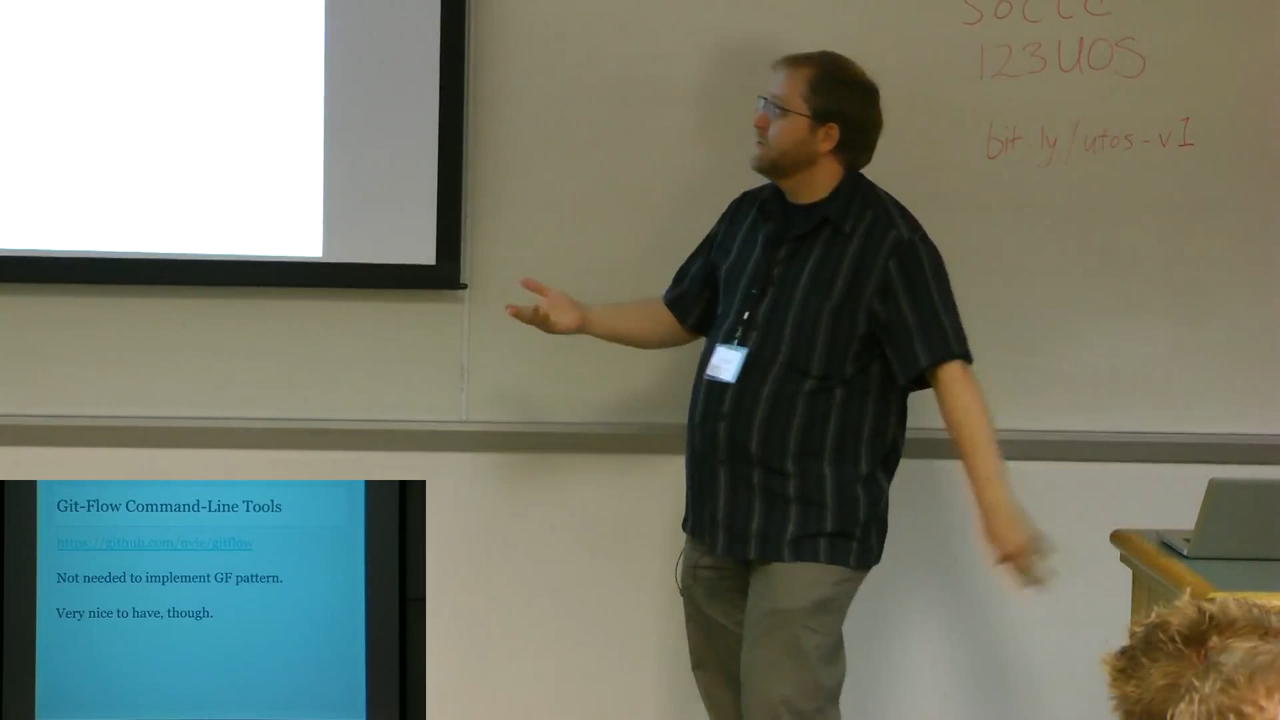 SOCIC
123UOS
bit.ly/utos-v1
Git-Flow Command-Line Tools
https://github.com/nvie/gitflow
Not needed to implement GF pattern.
Very nice to have, though.